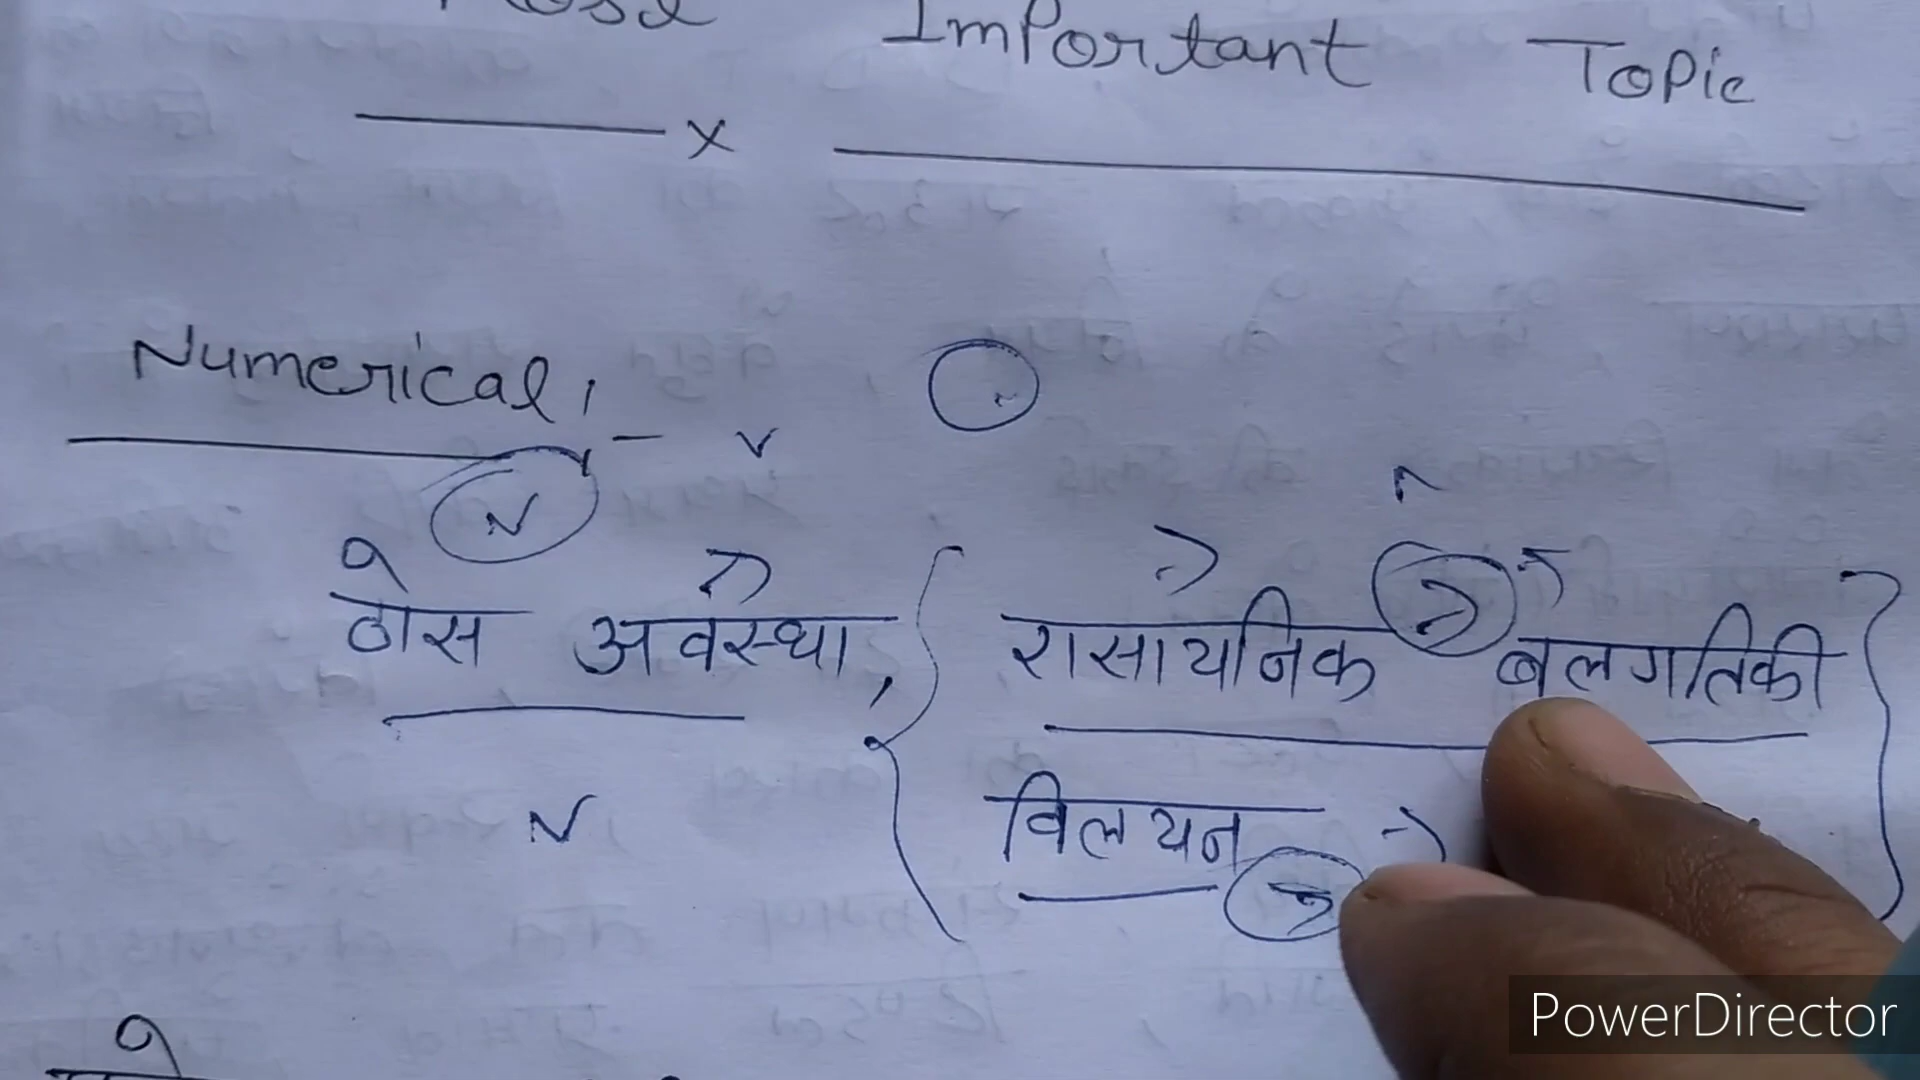 Important Topic
Numerical :-
ठोस अवस्था, रासायनिक बलगतिकी
विलयन
PowerDirector